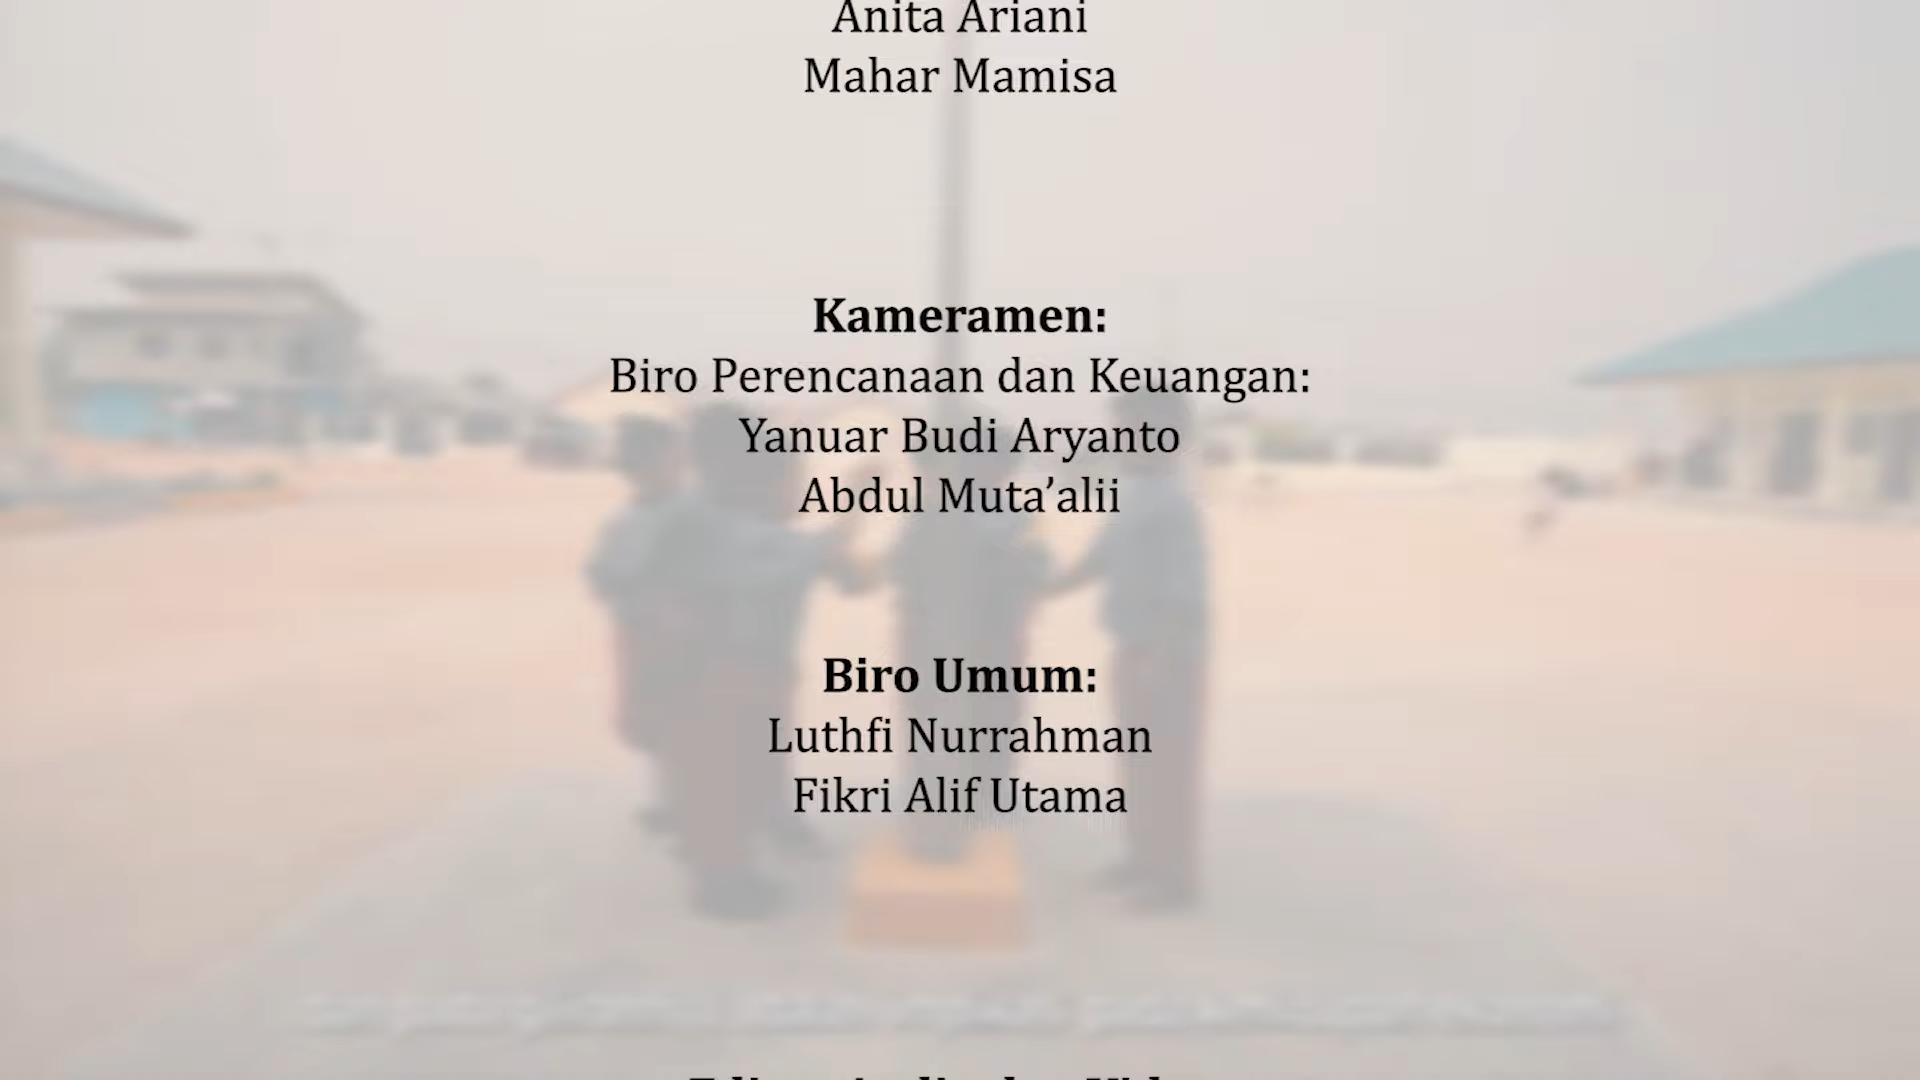 Anita Ariani
Mahar Mamisa
Kameramen:
Biro Perencanaan dan Keuangan:
Yanuar Budi Aryanto
Abdul Muta’alii
Biro Umum:
Luthfi Nurrahman
Fikri Alif Utama